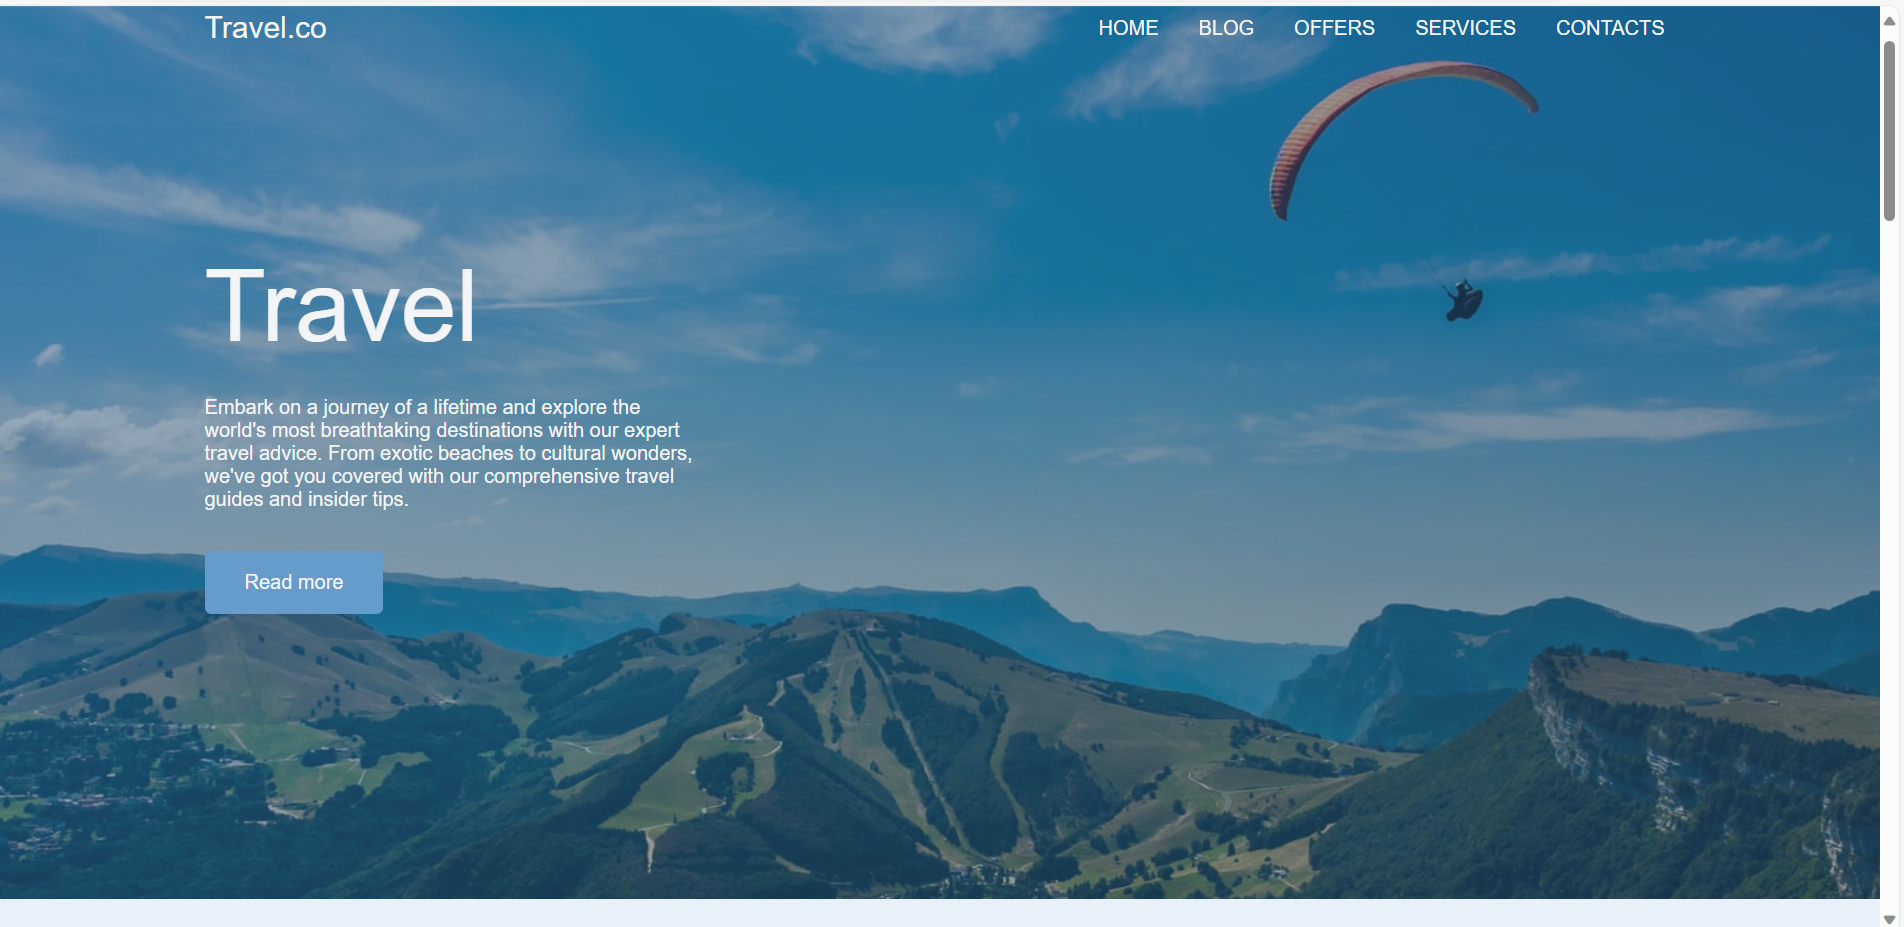 Travel.co
HOME BLOG OFFERS SERVICES CONTACTS
Travel
Embark on a journey of a lifetime and explore the
world's most breathtaking destinations with our expert
travel advice. From exotic beaches to cultural wonders,
we've got you covered with our comprehensive travel
guides and insider tips.
Read more